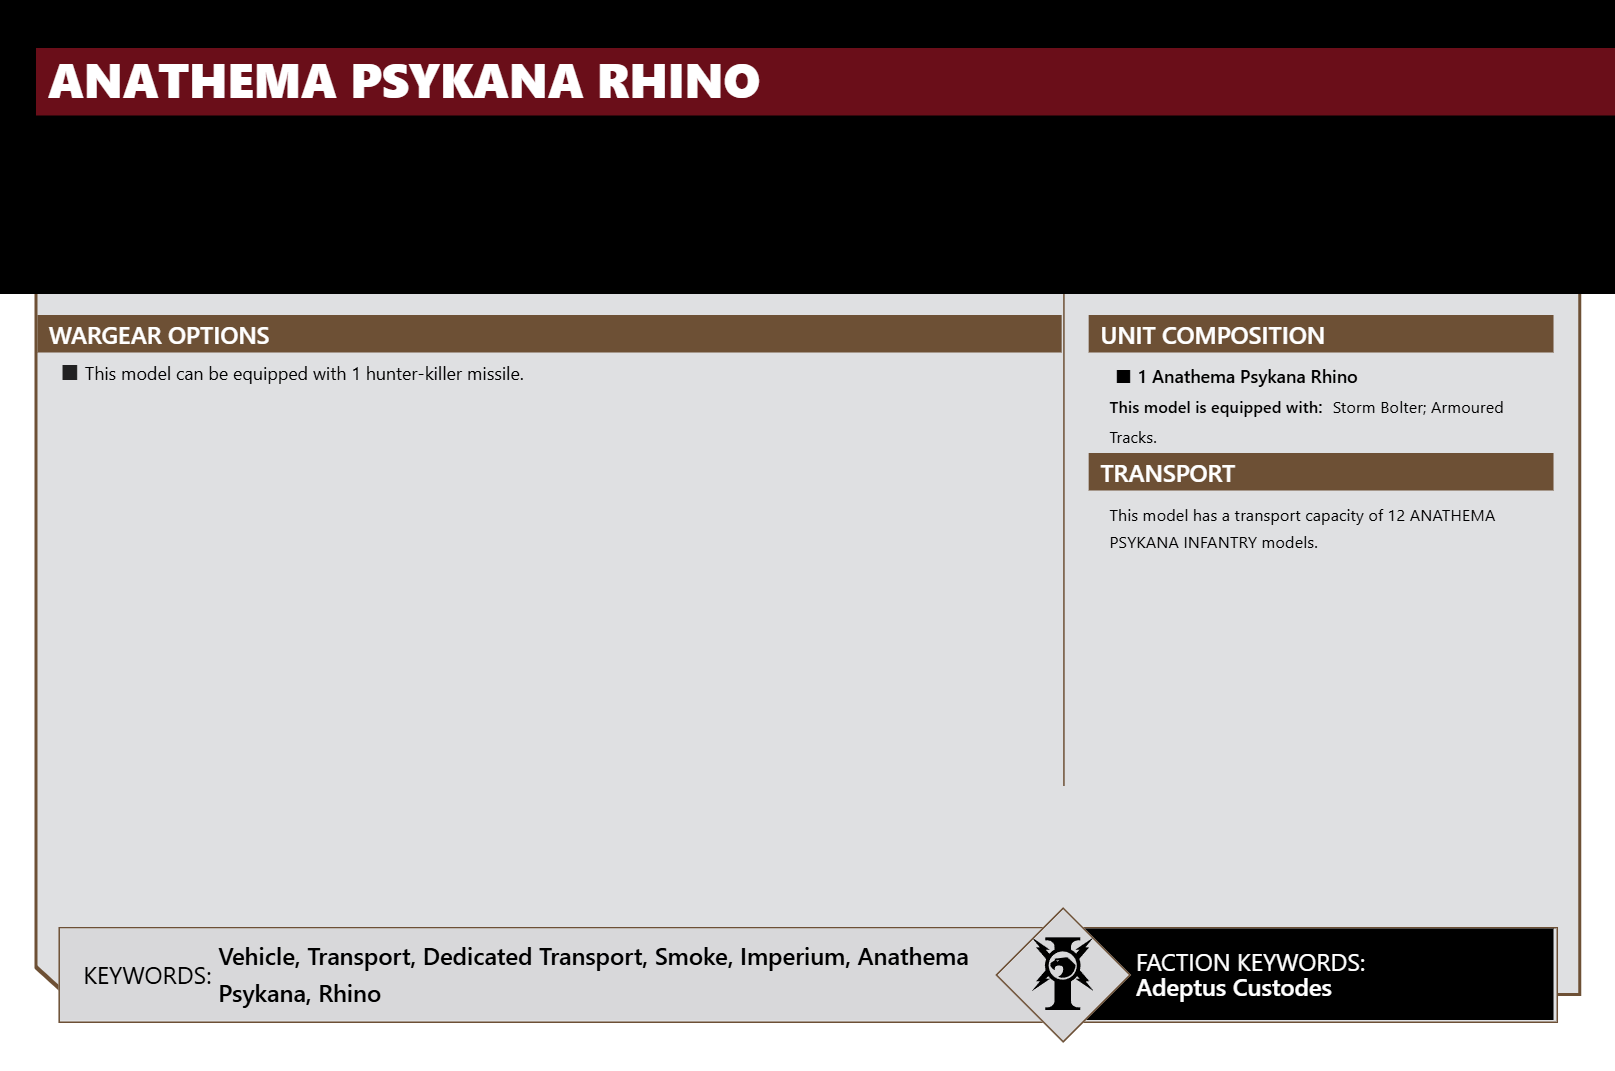 ANATHEMA PSYKANA RHINO
WARGEAR OPTIONS
■ This model can be equipped with 1 hunter-killer missile.
UNIT COMPOSITION
■ 1 Anathema Psykana Rhino
This model is equipped with: Storm Bolter; Armoured
Tracks.
TRANSPORT
This model has a transport capacity of 12 ANATHEMA
PSYKANA INFANTRY models.
KEYWORDS:
Vehicle, Transport, Dedicated Transport, Smoke, Imperium, Anathema
Psykana, Rhino
FACTION KEYWORDS:
Adeptus Custodes